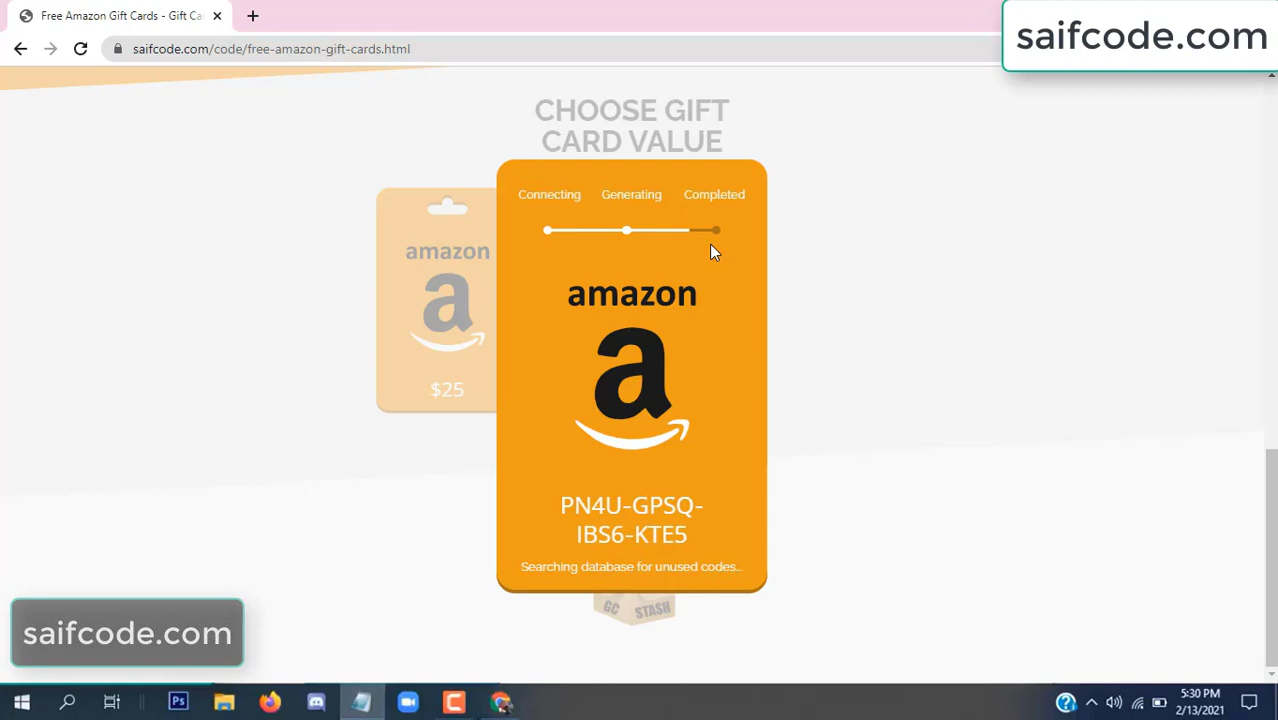 Free Amazon Gift Cards - Gift Ca
saifcode.com/code/free-amazon-gift-cards.html
saifcode.com
CHOOSE GIFT
CARD VALUE
Connecting Generating Completed
amazon
a
$25
amazon
a
PN4U-GPSQ-
IBS6-KTE5
Searching database for unused codes...
GC STASH
saifcode.com
Ps
5:30 PM
2/13/2021